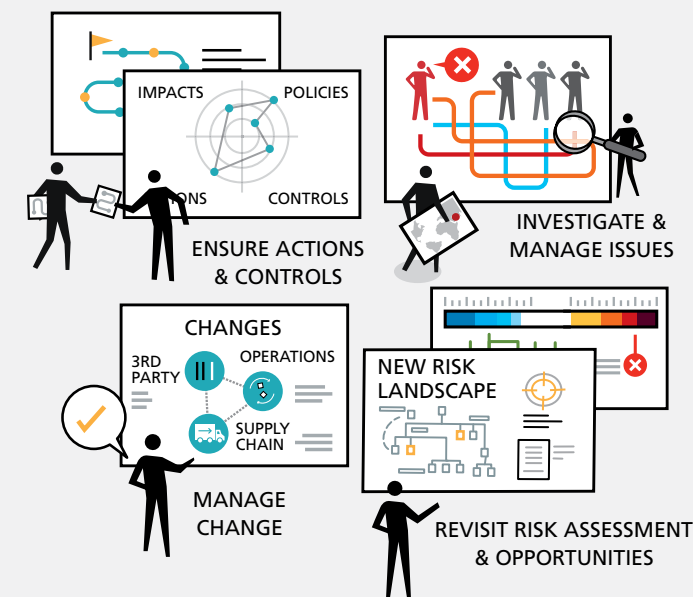 IMPACTS
POLICIES
CONTROLS
ENSURE ACTIONS
& CONTROLS
INVESTIGATE &
MANAGE ISSUES
CHANGES
3RD
PARTY
OPERATIONS
SUPPLY
CHAIN
MANAGE
CHANGE
NEW RISK
LANDSCAPE
REVISIT RISK ASSESSMENT
& OPPORTUNITIES